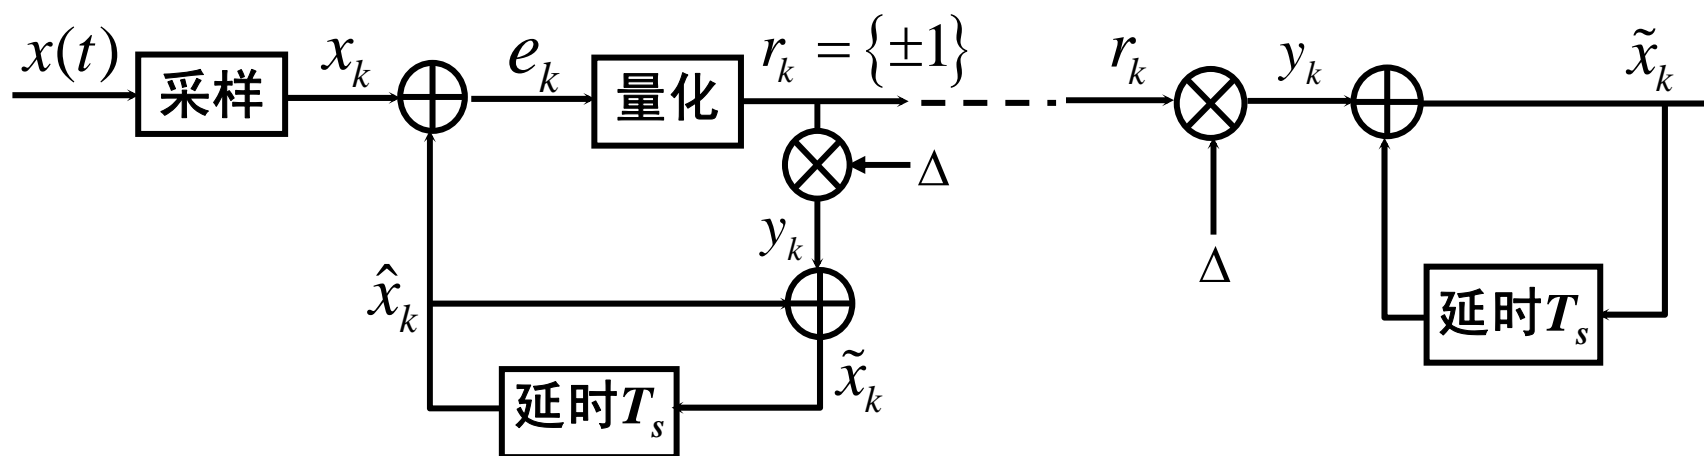 x(t)
采样
x_k
e_k
量化
r_k = {±1}
r_k
y_k
x̃_k
Δ
y_k
Δ
x̂_k
x̃_k
延时T_s
延时T_s